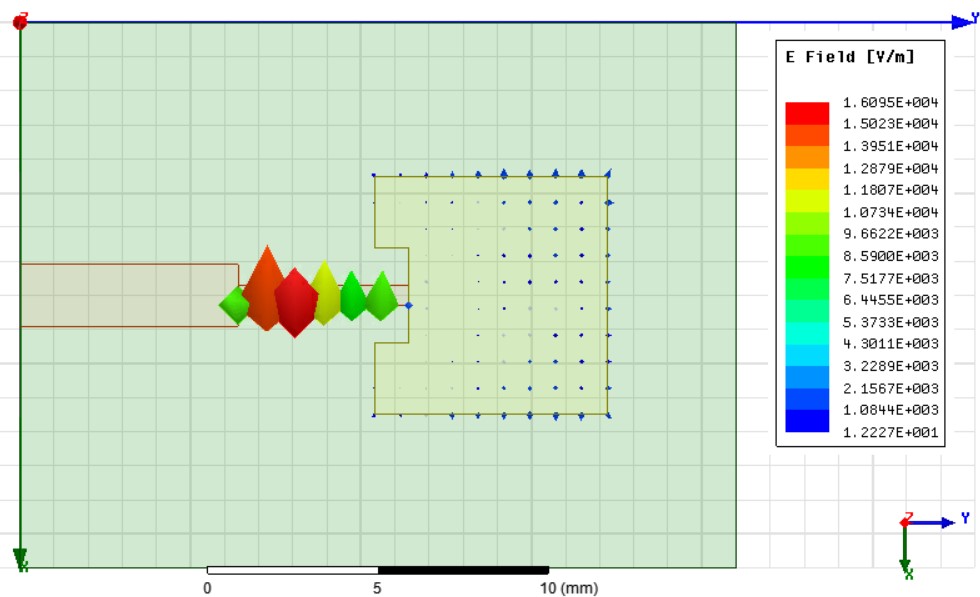 Z
Y
E Field [V/m]
1.6095E+004
1.5023E+004
1.3951E+004
1.2879E+004
1.1807E+004
1.0734E+004
9.6622E+003
8.5900E+003
7.5177E+003
6.4455E+003
5.3733E+003
4.3011E+003
3.2289E+003
2.1567E+003
1.0844E+003
1.2227E+001
Z
Y
X
X
0
5
10 (mm)